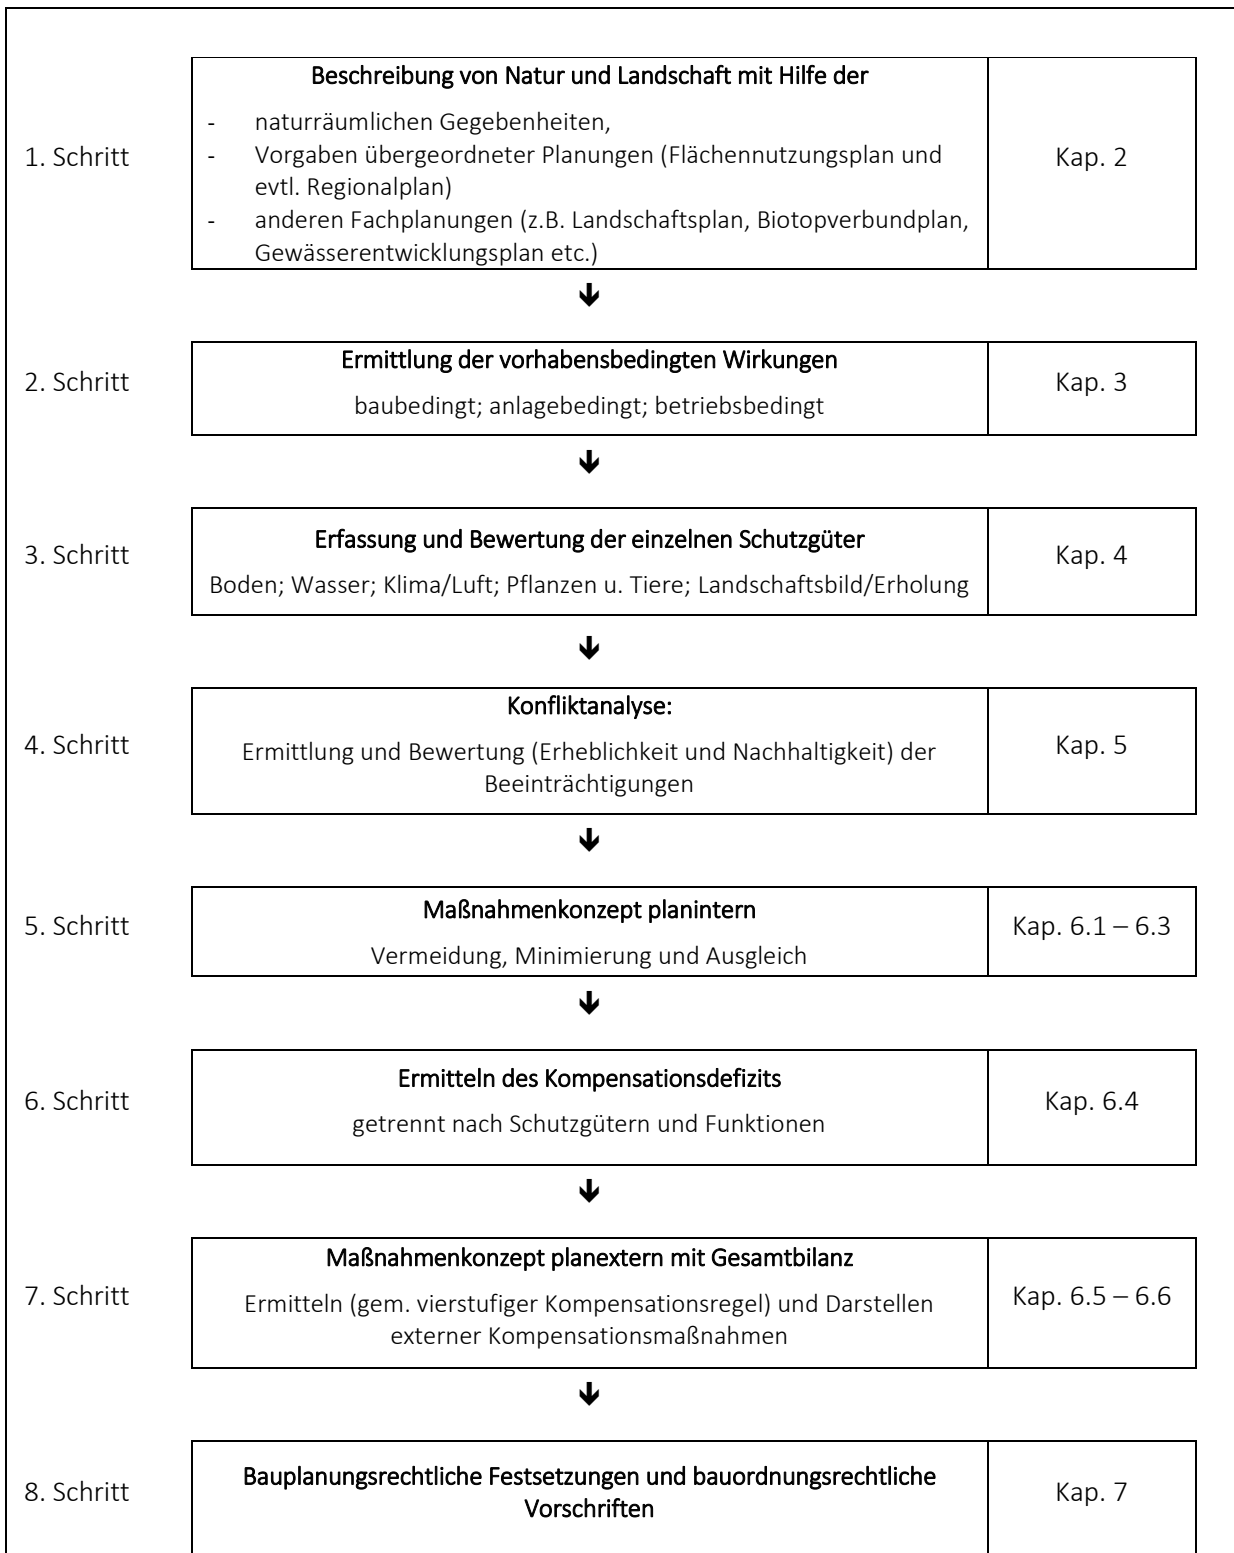 Beschreibung von Natur und Landschaft mit Hilfe der
- naturräumlichen Gegebenheiten,
1. Schritt
- Vorgaben übergeordneter Planungen (Flächennutzungsplan und
evtl. Regionalplan)
Kap. 2
- anderen Fachplanungen (z.B. Landschaftsplan, Biotopverbundplan,
Gewässerentwicklungsplan etc.)
🡻
2. Schritt
Ermittlung der vorhabensbedingten Wirkungen
baubedingt; anlagebedingt; betriebsbedingt
Kap. 3
🡻
3. Schritt
Erfassung und Bewertung der einzelnen Schutzgüter
Boden; Wasser; Klima/Luft; Pflanzen u. Tiere; Landschaftsbild/Erholung
Kap. 4
🡻
4. Schritt
Konfliktanalyse:
Ermittlung und Bewertung (Erheblichkeit und Nachhaltigkeit) der
Beeinträchtigungen
Kap. 5
🡻
5. Schritt
Maßnahmenkonzept planintern
Vermeidung, Minimierung und Ausgleich
Kap. 6.1 – 6.3
🡻
6. Schritt
Ermitteln des Kompensationsdefizits
getrennt nach Schutzgütern und Funktionen
Kap. 6.4
🡻
7. Schritt
Maßnahmenkonzept planextern mit Gesamtbilanz
Ermitteln (gem. vierstufiger Kompensationsregel) und Darstellen
externer Kompensationsmaßnahmen
Kap. 6.5 – 6.6
🡻
8. Schritt
Bauplanungsrechtliche Festsetzungen und bauordnungsrechtliche
Vorschriften
Kap. 7